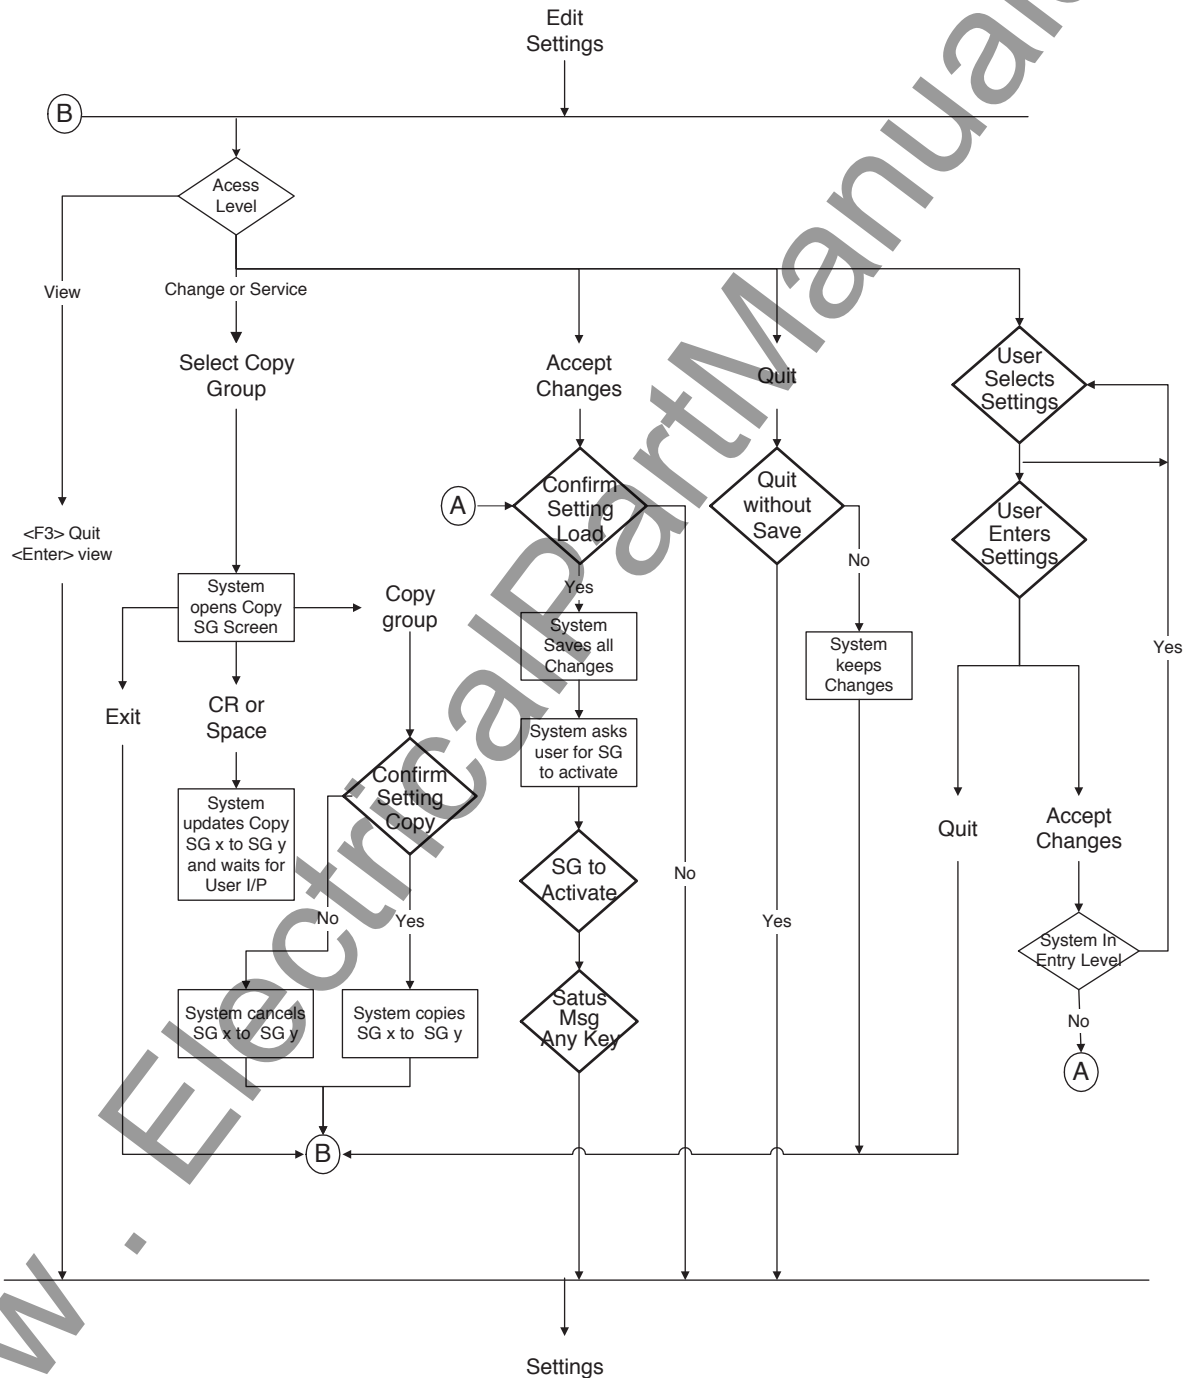 Edit
Settings
B
Acess
Level
View
Change or Service
Select Copy
Group
Accept
Changes
Quit
User
Selects
Settings
<F3> Quit
<Enter> view
A
Confirm
Setting
Load
Quit
without
Save
User
Enters
Settings
No
Yes
System
opens Copy
SG Screen
Copy
group
System
Saves all
Changes
System
keeps
Changes
Yes
Exit
CR or
Space
System asks
user for SG
to activate
Confirm
Setting
Copy
System
updates Copy
SG x to SG y
and waits for
User I/P
Quit
Accept
Changes
SG to
Activate
No
No
Yes
Yes
System In
Entry Level
System cancels
SG x to SG y
System copies
SG x to SG y
Satus
Msg
Any Key
No
A
B
Settings
w . ElectricalPartManual